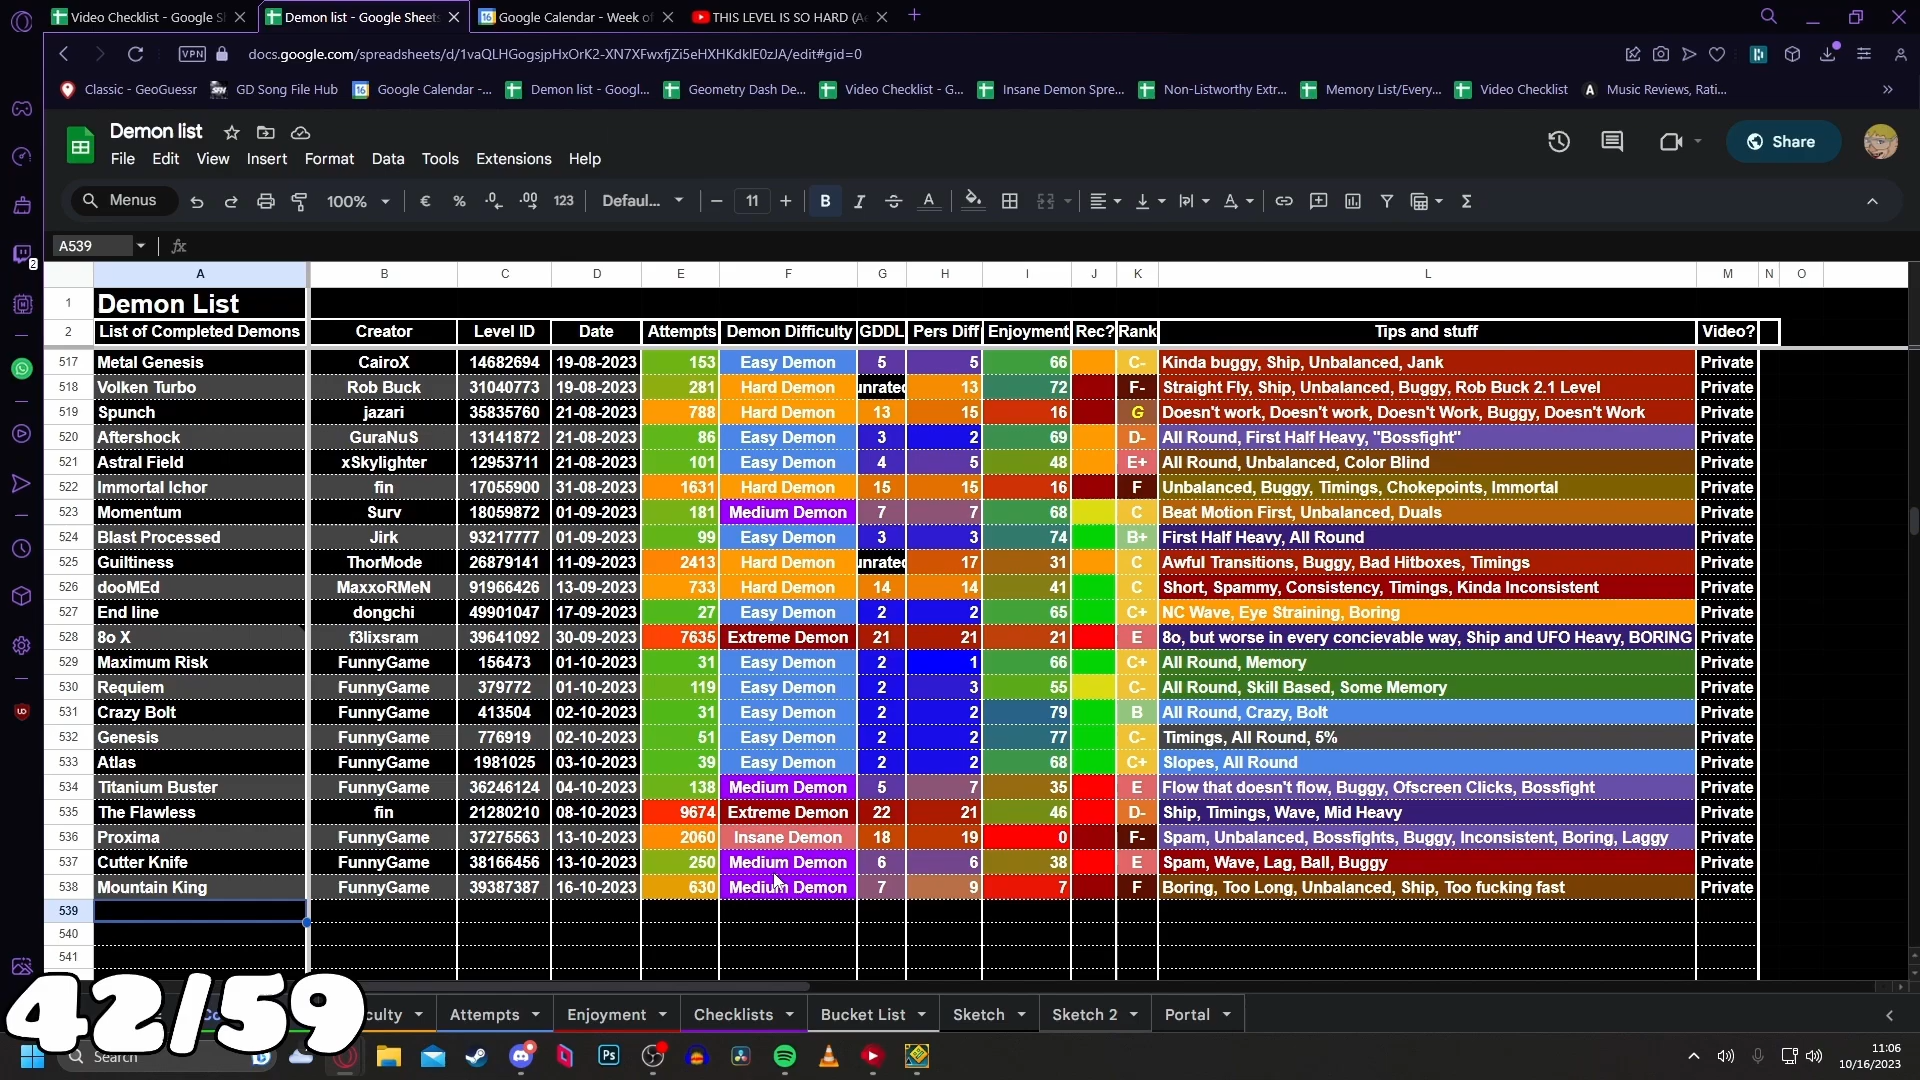 Video Checklist - Google S
Demon list - Google Sheets
Google Calendar - Week of
THIS LEVEL IS SO HARD (A
VPN
docs.google.com/spreadsheets/d/1vaQLHGogsjpHxOrK2-XN7XFwxfjZi5eHXHKdklE0zJA/edit#gid=0
Classic - GeoGuessr
GD Song File Hub
Google Calendar -...
Demon list - Googl...
Geometry Dash De...
Video Checklist - G...
Insane Demon Spre...
Non-Listworthy Extr...
Memory List/Every...
Video Checklist
Music Reviews, Rati...
Demon list
File Edit View Insert Format Data Tools Extensions Help
Share
Menus 100% € % .0 .00 123 Defaul... 11 B I A
A539 fx
A B C D E F G H I J K L M N O
1 Demon List
2 List of Completed Demons Creator Level ID Date Attempts Demon Difficulty GDDL Pers Diff Enjoyment Rec? Rank Tips and stuff Video?
517 Metal Genesis CairoX 14682694 19-08-2023 153 Easy Demon 5 5 66 C- Kinda buggy, Ship, Unbalanced, Jank Private
518 Volken Turbo Rob Buck 31040773 19-08-2023 281 Hard Demon unrated 13 72 F- Straight Fly, Ship, Unbalanced, Buggy, Rob Buck 2.1 Level Private
519 Spunch jazari 35835760 21-08-2023 788 Hard Demon 13 15 16 G Doesn't work, Doesn't work, Doesn't Work, Buggy, Doesn't Work Private
520 Aftershock GuraNuS 13141872 21-08-2023 86 Easy Demon 3 2 69 D- All Round, First Half Heavy, "Bossfight" Private
521 Astral Field xSkylighter 12953711 21-08-2023 101 Easy Demon 4 5 48 E+ All Round, Unbalanced, Color Blind Private
522 Immortal Ichor fin 17055900 31-08-2023 1631 Hard Demon 15 15 16 F Unbalanced, Buggy, Timings, Chokepoints, Immortal Private
523 Momentum Surv 18059872 01-09-2023 181 Medium Demon 7 7 68 C Beat Motion First, Unbalanced, Duals Private
524 Blast Processed Jirk 93217777 01-09-2023 99 Easy Demon 3 3 74 B+ First Half Heavy, All Round Private
525 Guiltiness ThorMode 26879141 11-09-2023 2413 Hard Demon unrated 17 31 C Awful Transitions, Buggy, Bad Hitboxes, Timings Private
526 dooMEd MaxxoRMeN 91966426 13-09-2023 733 Hard Demon 14 14 41 C Short, Spammy, Consistency, Timings, Kinda Inconsistent Private
527 End line dongchi 49901047 17-09-2023 27 Easy Demon 2 2 65 C+ NC Wave, Eye Straining, Boring Private
528 8o X f3lixsram 39641092 30-09-2023 7635 Extreme Demon 21 21 21 E 8o, but worse in every concievable way, Ship and UFO Heavy, BORING Private
529 Maximum Risk FunnyGame 156473 01-10-2023 31 Easy Demon 2 1 66 C+ All Round, Memory Private
530 Requiem FunnyGame 379772 01-10-2023 119 Easy Demon 2 3 55 C- All Round, Skill Based, Some Memory Private
531 Crazy Bolt FunnyGame 413504 02-10-2023 31 Easy Demon 2 2 79 B All Round, Crazy, Bolt Private
532 Genesis FunnyGame 776919 02-10-2023 51 Easy Demon 2 2 77 C- Timings, All Round, 5% Private
533 Atlas FunnyGame 1981025 03-10-2023 39 Easy Demon 2 2 68 C+ Slopes, All Round Private
534 Titanium Buster FunnyGame 36246124 04-10-2023 138 Medium Demon 5 7 35 E Flow that doesn't flow, Buggy, Ofscreen Clicks, Bossfight Private
535 The Flawless fin 21280210 08-10-2023 9674 Extreme Demon 22 21 46 D- Ship, Timings, Wave, Mid Heavy Private
536 Proxima FunnyGame 37275563 13-10-2023 2060 Insane Demon 18 19 0 F- Spam, Unbalanced, Bossfights, Buggy, Inconsistent, Boring, Laggy Private
537 Cutter Knife FunnyGame 38166456 13-10-2023 250 Medium Demon 6 6 38 E Spam, Wave, Lag, Ball, Buggy Private
538 Mountain King FunnyGame 39387387 16-10-2023 630 Medium Demon 7 9 7 F Boring, Too Long, Unbalanced, Ship, Too fucking fast Private
539
540
541
42/59
culty Attempts Enjoyment Checklists Bucket List Sketch Sketch 2 Portal
Search
Ps
11:06
10/16/2023